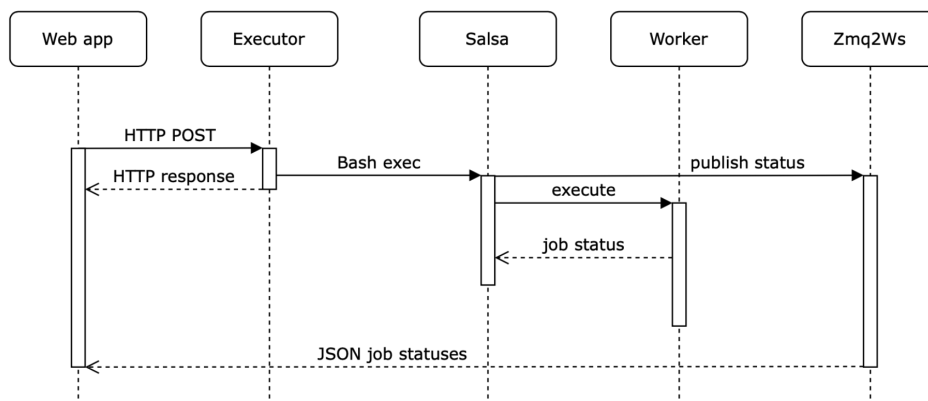 Web app
Executor
Salsa
Worker
Zmq2Ws
HTTP POST
Bash exec
publish status
HTTP response
execute
job status
JSON job statuses